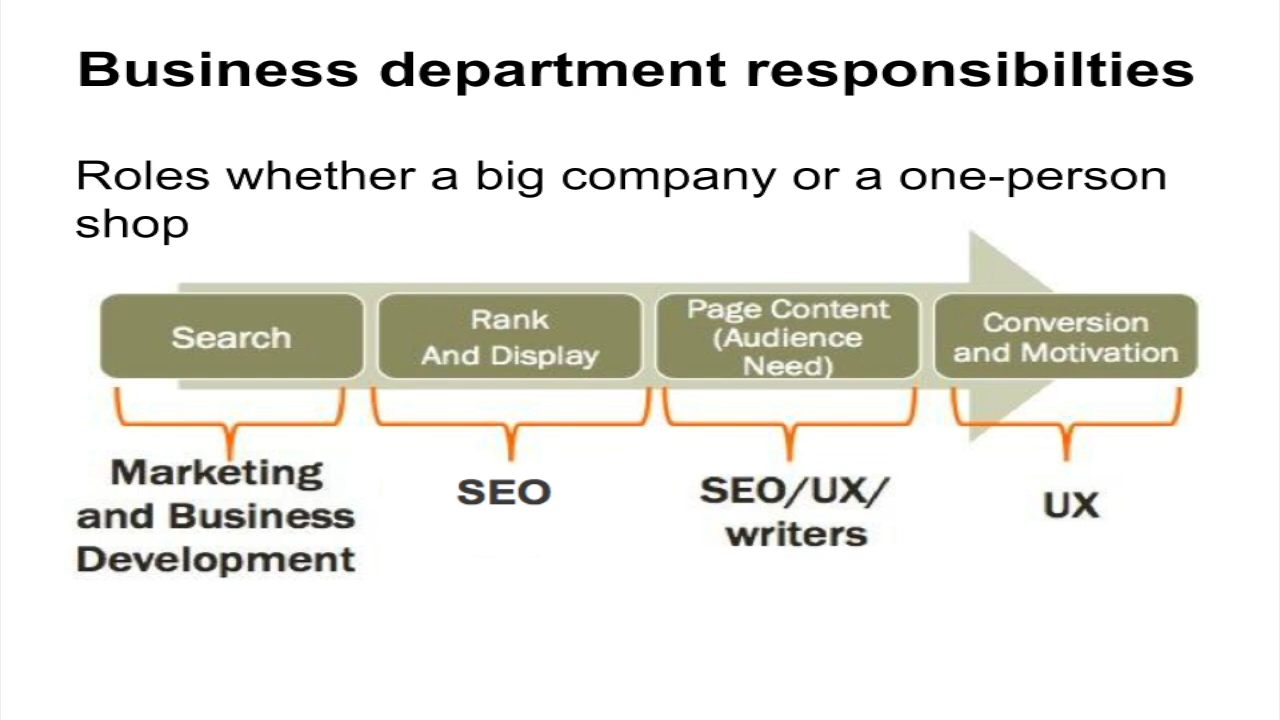 Business department responsibilties
Roles whether a big company or a one-person
shop
Search
Rank
And Display
Page Content
(Audience
Need)
Conversion
and Motivation
Marketing
and Business
Development
SEO
SEO/UX/
writers
UX